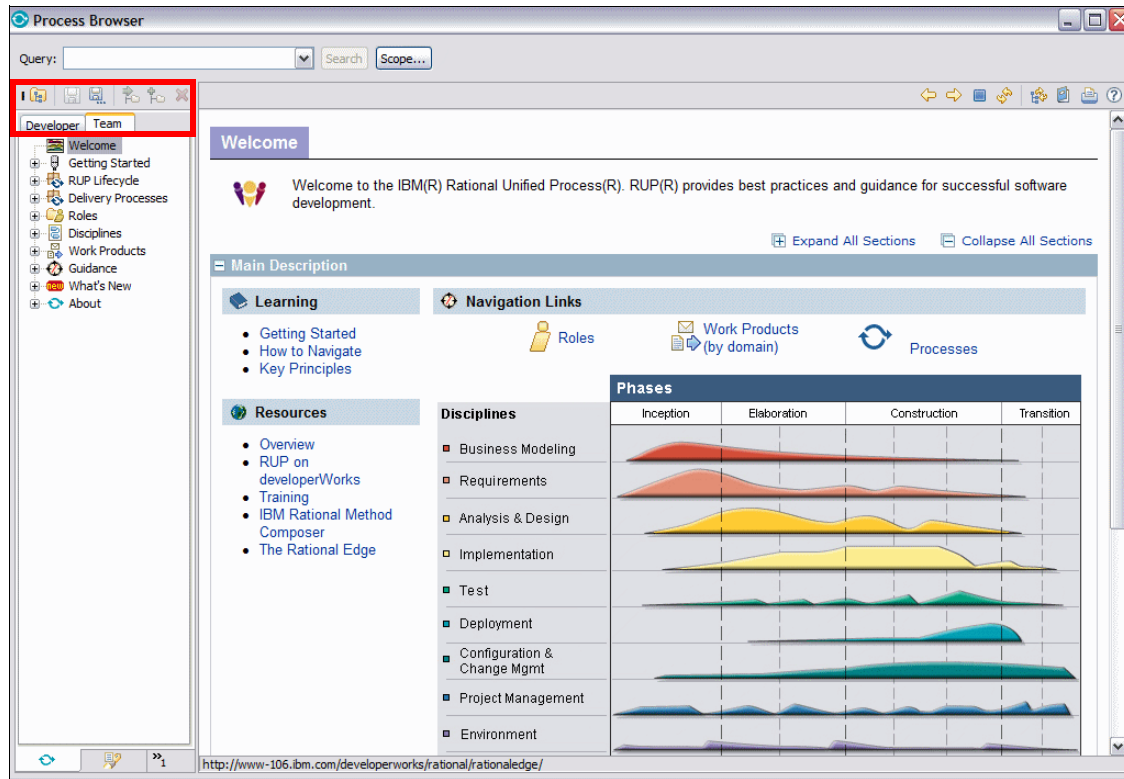 Process Browser
Query:
Search
Scope...
Developer
Team
Welcome
Getting Started
RUP Lifecycle
Delivery Processes
Roles
Disciplines
Work Products
Guidance
new What's New
About
»1
Welcome
Welcome to the IBM(R) Rational Unified Process(R). RUP(R) provides best practices and guidance for successful software
development.
Expand All Sections
Collapse All Sections
Main Description
Learning
Getting Started
How to Navigate
Key Principles
Resources
Overview
RUP on
developerWorks
Training
IBM Rational Method
Composer
The Rational Edge
Navigation Links
Roles
Work Products
(by domain)
Processes
Phases
Disciplines
Inception
Elaboration
Construction
Transition
Business Modeling
Requirements
Analysis & Design
Implementation
Test
Deployment
Configuration &
Change Mgmt
Project Management
Environment
http://www-106.ibm.com/developerworks/rational/rationaledge/